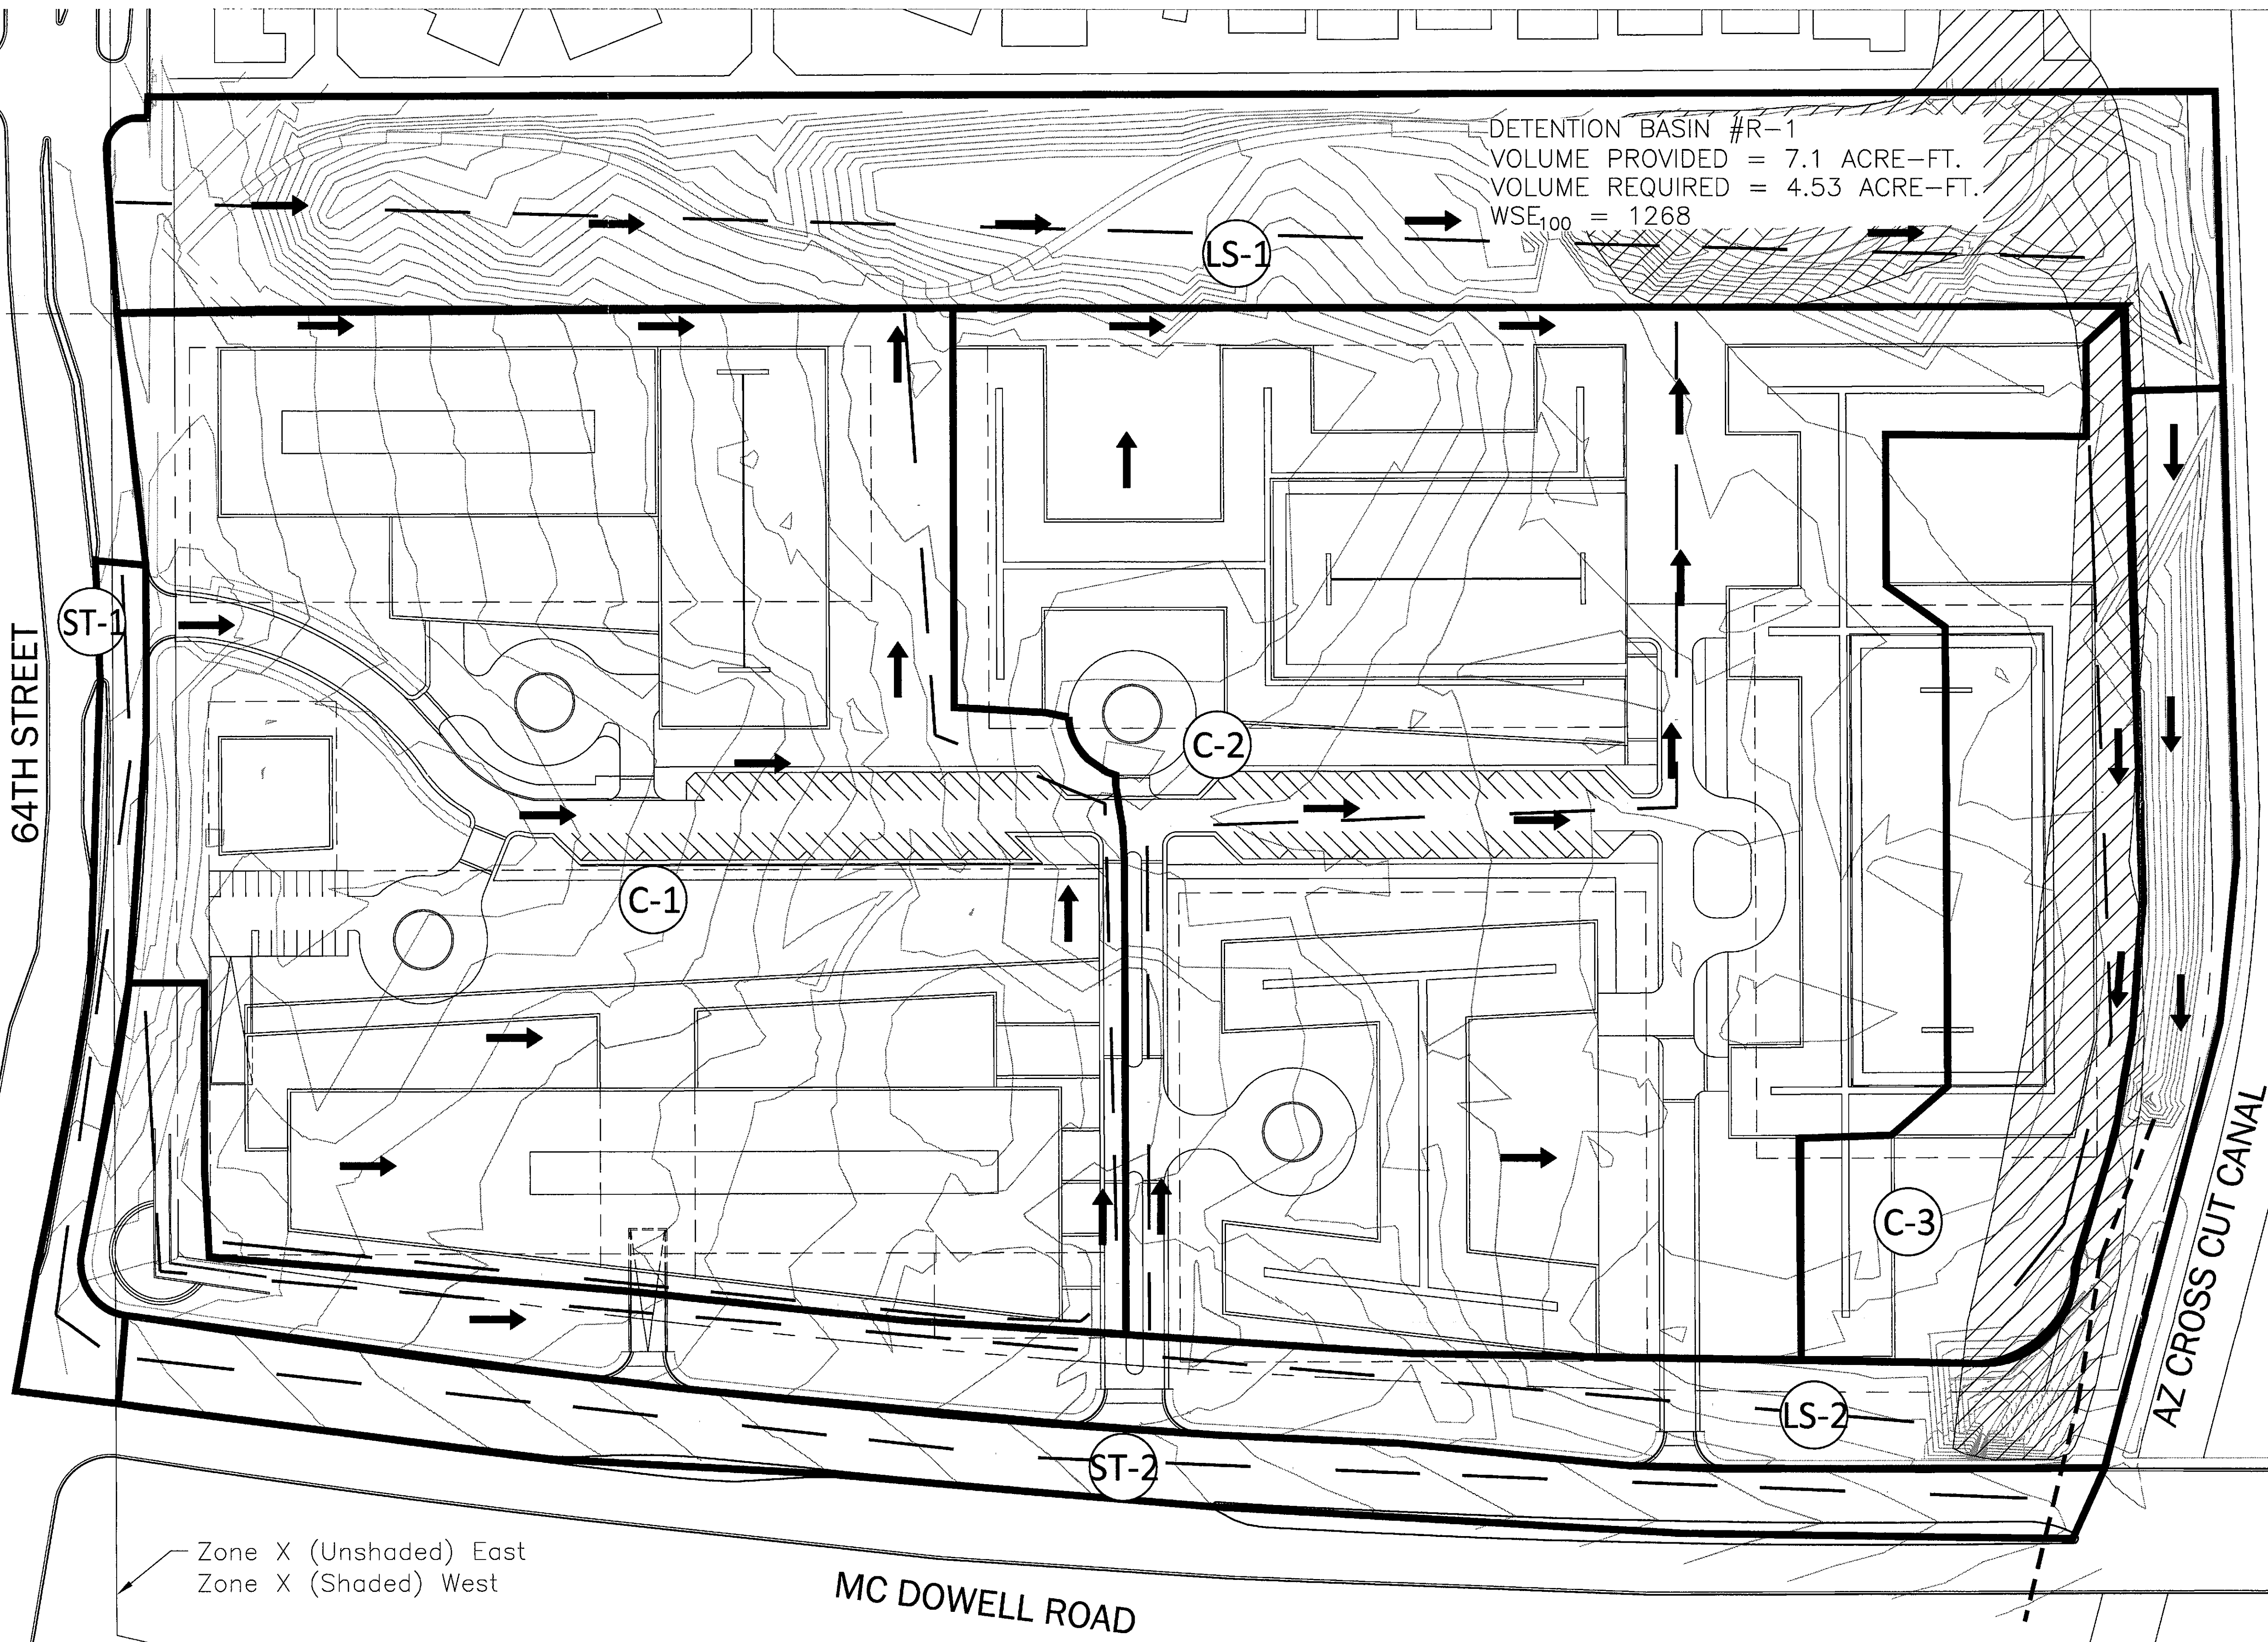 DETENTION BASIN #R-1
VOLUME PROVIDED = 7.1 ACRE-FT.
VOLUME REQUIRED = 4.53 ACRE-FT.
WSE100 = 1268
LS-1
ST-1
64TH STREET
C-2
C-1
C-3
AZ CROSS CUT CANAL
LS-2
ST-2
Zone X (Unshaded) East
Zone X (Shaded) West
MC DOWELL ROAD